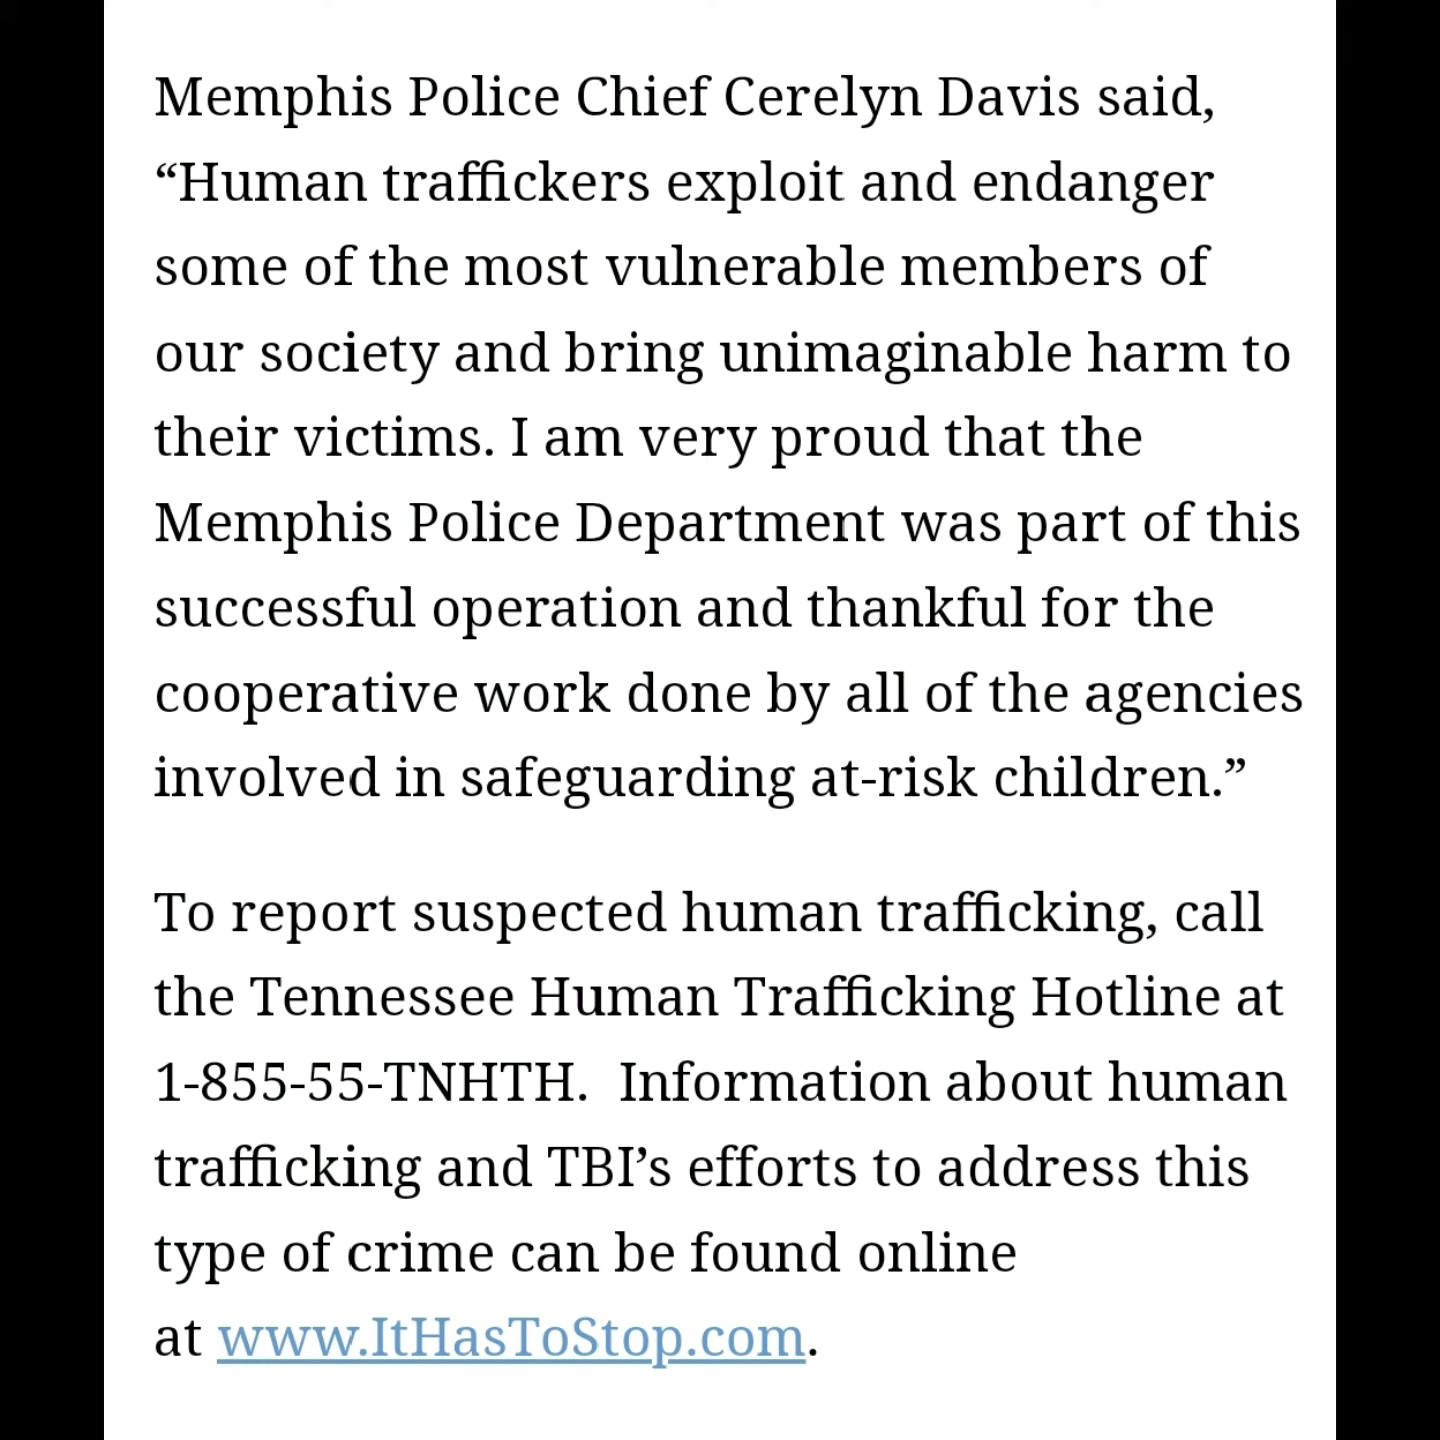 Memphis Police Chief Cerelyn Davis said,
“Human traffickers exploit and endanger
some of the most vulnerable members of
our society and bring unimaginable harm to
their victims. I am very proud that the
Memphis Police Department was part of this
successful operation and thankful for the
cooperative work done by all of the agencies
involved in safeguarding at-risk children.”
To report suspected human trafficking, call
the Tennessee Human Trafficking Hotline at
1-855-55-TNHTH.  Information about human
trafficking and TBI’s efforts to address this
type of crime can be found online
at www.ItHasToStop.com.